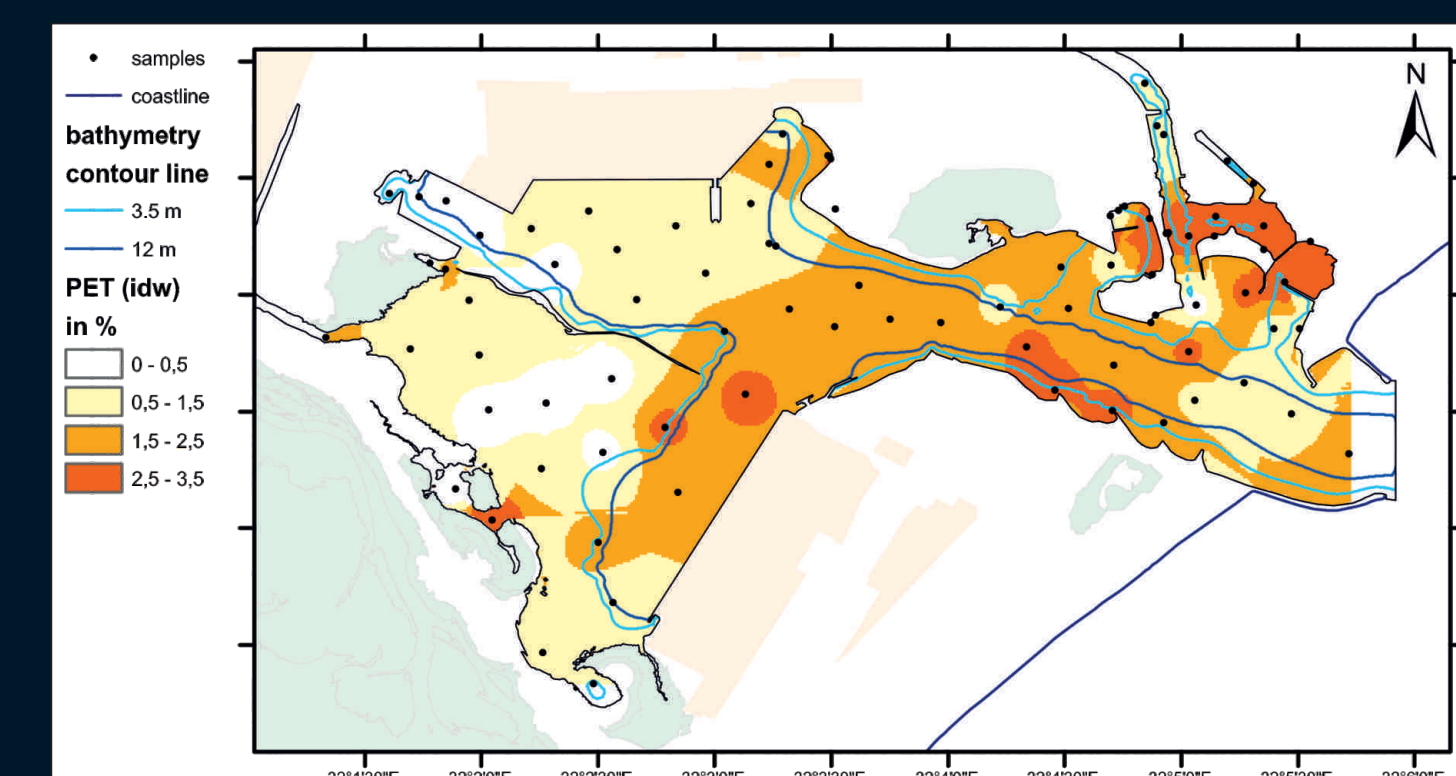 samples
coastline
bathymetry
contour line
3.5 m
12 m
PET (idw)
in %
0 - 0,5
0,5 - 1,5
1,5 - 2,5
2,5 - 3,5
N